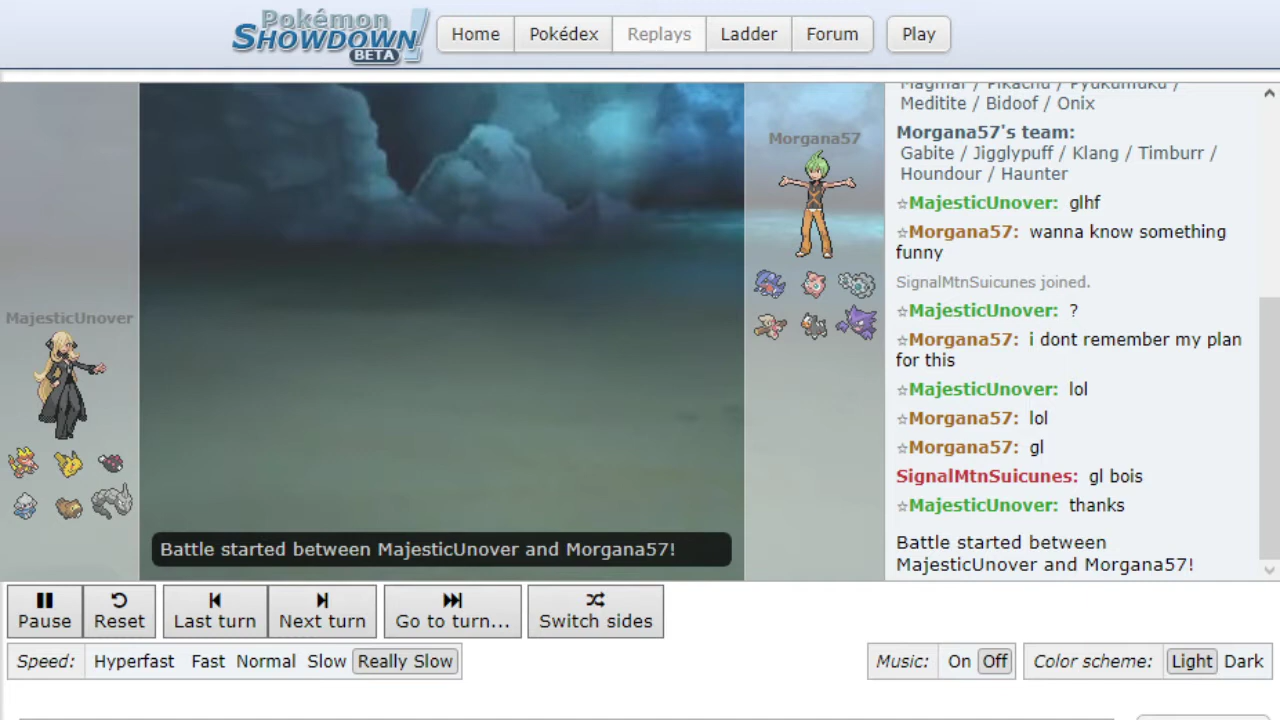 Pokémon
SHOWDOWN!
BETA
Home
Pokédex
Replays
Ladder
Forum
Play
MajesticUnover
Morgana57
Battle started between MajesticUnover and Morgana57!
Magmar / Pikachu / Pyukumuku /
Meditite / Bidoof / Onix
Morgana57's team:
Gabite / Jigglypuff / Klang / Timburr /
Houndour / Haunter
☆MajesticUnover: glhf
☆Morgana57: wanna know something
funny
SignalMtnSuicunes joined.
☆MajesticUnover: ?
☆Morgana57: i dont remember my plan
for this
☆MajesticUnover: lol
☆Morgana57: lol
☆Morgana57: gl
SignalMtnSuicunes: gl bois
☆MajesticUnover: thanks
Battle started between
MajesticUnover and Morgana57!
Pause
Reset
Last turn
Next turn
Go to turn...
Switch sides
Speed: Hyperfast Fast Normal Slow Really Slow
Music: On Off
Color scheme: Light Dark